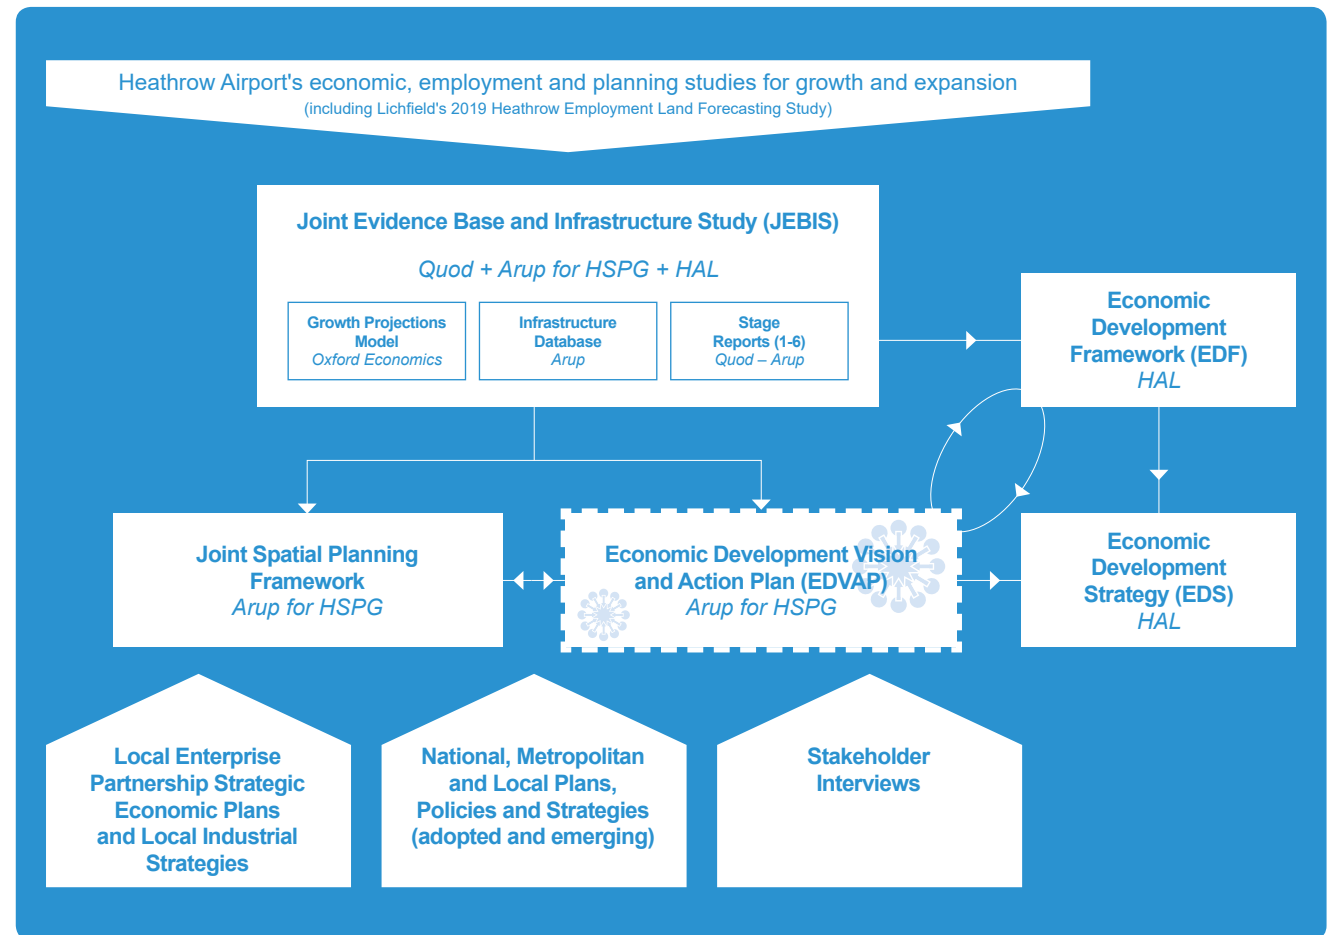 Heathrow Airport's economic, employment and planning studies for growth and expansion
(including Lichfield's 2019 Heathrow Employment Land Forecasting Study)
Joint Evidence Base and Infrastructure Study (JEBIS)
Quod + Arup for HSPG + HAL
Growth Projections
Model
Oxford Economics
Infrastructure
Database
Arup
Stage
Reports (1-6)
Quod – Arup
Economic
Development
Framework (EDF)
HAL
Joint Spatial Planning
Framework
Arup for HSPG
Economic Development Vision
and Action Plan (EDVAP)
Arup for HSPG
Economic
Development
Strategy (EDS)
HAL
Local Enterprise
Partnership Strategic
Economic Plans
and Local Industrial
Strategies
National, Metropolitan
and Local Plans,
Policies and Strategies
(adopted and emerging)
Stakeholder
Interviews